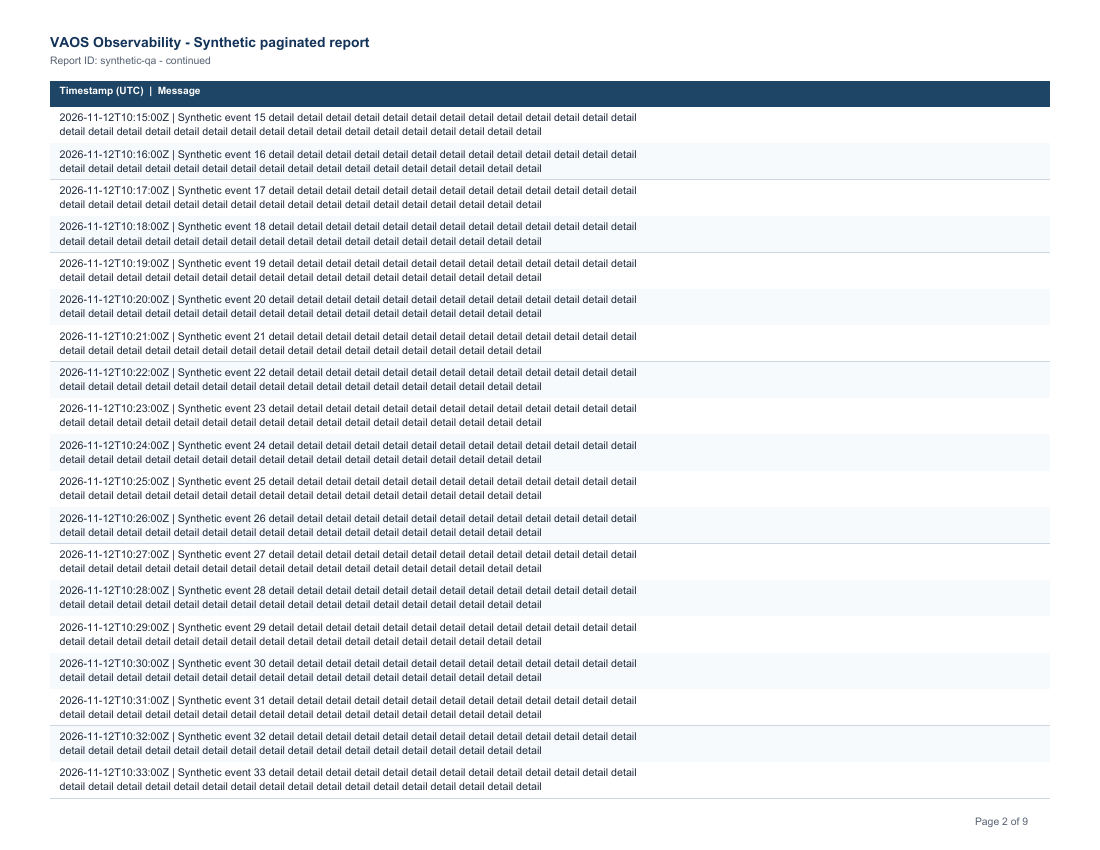 VAOS Observability - Synthetic paginated report
Report ID: synthetic-qa - continued
Timestamp (UTC)  |  Message
2026-11-12T10:15:00Z | Synthetic event 15 detail detail detail detail detail detail detail detail detail detail detail detail detail
detail detail detail detail detail detail detail detail detail detail detail detail detail detail detail detail detail
2026-11-12T10:16:00Z | Synthetic event 16 detail detail detail detail detail detail detail detail detail detail detail detail detail
detail detail detail detail detail detail detail detail detail detail detail detail detail detail detail detail detail
2026-11-12T10:17:00Z | Synthetic event 17 detail detail detail detail detail detail detail detail detail detail detail detail detail
detail detail detail detail detail detail detail detail detail detail detail detail detail detail detail detail detail
2026-11-12T10:18:00Z | Synthetic event 18 detail detail detail detail detail detail detail detail detail detail detail detail detail
detail detail detail detail detail detail detail detail detail detail detail detail detail detail detail detail detail
2026-11-12T10:19:00Z | Synthetic event 19 detail detail detail detail detail detail detail detail detail detail detail detail detail
detail detail detail detail detail detail detail detail detail detail detail detail detail detail detail detail detail
2026-11-12T10:20:00Z | Synthetic event 20 detail detail detail detail detail detail detail detail detail detail detail detail detail
detail detail detail detail detail detail detail detail detail detail detail detail detail detail detail detail detail
2026-11-12T10:21:00Z | Synthetic event 21 detail detail detail detail detail detail detail detail detail detail detail detail detail
detail detail detail detail detail detail detail detail detail detail detail detail detail detail detail detail detail
2026-11-12T10:22:00Z | Synthetic event 22 detail detail detail detail detail detail detail detail detail detail detail detail detail
detail detail detail detail detail detail detail detail detail detail detail detail detail detail detail detail detail
2026-11-12T10:23:00Z | Synthetic event 23 detail detail detail detail detail detail detail detail detail detail detail detail detail
detail detail detail detail detail detail detail detail detail detail detail detail detail detail detail detail detail
2026-11-12T10:24:00Z | Synthetic event 24 detail detail detail detail detail detail detail detail detail detail detail detail detail
detail detail detail detail detail detail detail detail detail detail detail detail detail detail detail detail detail
2026-11-12T10:25:00Z | Synthetic event 25 detail detail detail detail detail detail detail detail detail detail detail detail detail
detail detail detail detail detail detail detail detail detail detail detail detail detail detail detail detail detail
2026-11-12T10:26:00Z | Synthetic event 26 detail detail detail detail detail detail detail detail detail detail detail detail detail
detail detail detail detail detail detail detail detail detail detail detail detail detail detail detail detail detail
2026-11-12T10:27:00Z | Synthetic event 27 detail detail detail detail detail detail detail detail detail detail detail detail detail
detail detail detail detail detail detail detail detail detail detail detail detail detail detail detail detail detail
2026-11-12T10:28:00Z | Synthetic event 28 detail detail detail detail detail detail detail detail detail detail detail detail detail
detail detail detail detail detail detail detail detail detail detail detail detail detail detail detail detail detail
2026-11-12T10:29:00Z | Synthetic event 29 detail detail detail detail detail detail detail detail detail detail detail detail detail
detail detail detail detail detail detail detail detail detail detail detail detail detail detail detail detail detail
2026-11-12T10:30:00Z | Synthetic event 30 detail detail detail detail detail detail detail detail detail detail detail detail detail
detail detail detail detail detail detail detail detail detail detail detail detail detail detail detail detail detail
2026-11-12T10:31:00Z | Synthetic event 31 detail detail detail detail detail detail detail detail detail detail detail detail detail
detail detail detail detail detail detail detail detail detail detail detail detail detail detail detail detail detail
2026-11-12T10:32:00Z | Synthetic event 32 detail detail detail detail detail detail detail detail detail detail detail detail detail
detail detail detail detail detail detail detail detail detail detail detail detail detail detail detail detail detail
2026-11-12T10:33:00Z | Synthetic event 33 detail detail detail detail detail detail detail detail detail detail detail detail detail
detail detail detail detail detail detail detail detail detail detail detail detail detail detail detail detail detail
Page 2 of 9